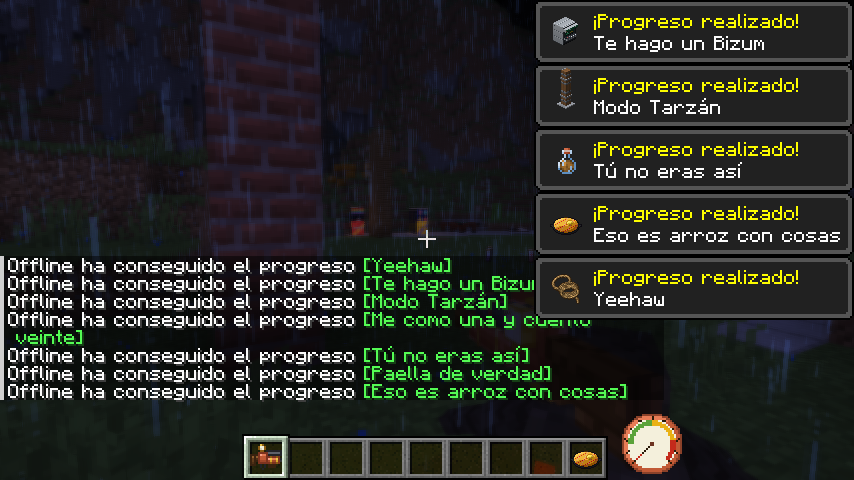 ¡Progreso realizado!
Te hago un Bizum
¡Progreso realizado!
Modo Tarzán
¡Progreso realizado!
Tú no eras así
¡Progreso realizado!
Eso es arroz con cosas
¡Progreso realizado!
Yeehaw
Offline ha conseguido el progreso [Yeehaw]
Offline ha conseguido el progreso [Te hago un Bizu
Offline ha conseguido el progreso [Modo Tarzán]
Offline ha conseguido el progreso [Me como una y cuento
veinte]
Offline ha conseguido el progreso [Tú no eras así]
Offline ha conseguido el progreso [Paella de verdad]
Offline ha conseguido el progreso [Eso es arroz con cosas]